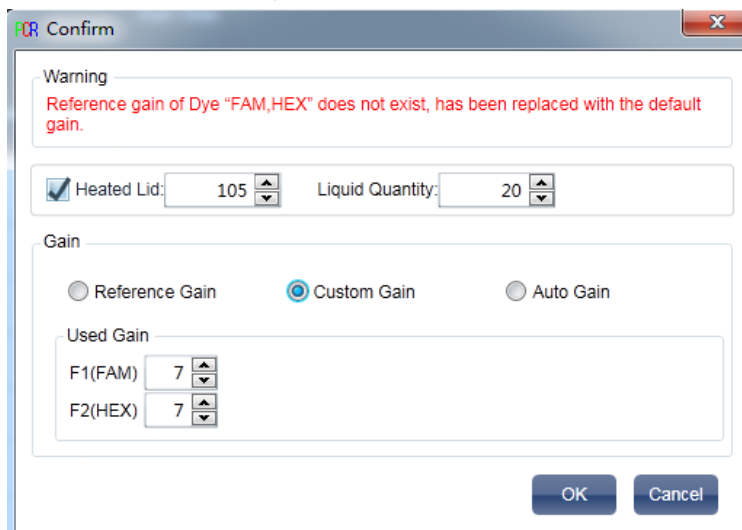 PCR Confirm
X
Warning
Reference gain of Dye “FAM,HEX” does not exist, has been replaced with the default
gain.
Heated Lid: 105 Liquid Quantity: 20
Gain
Reference Gain Custom Gain Auto Gain
Used Gain
F1(FAM) 7
F2(HEX) 7
OK Cancel